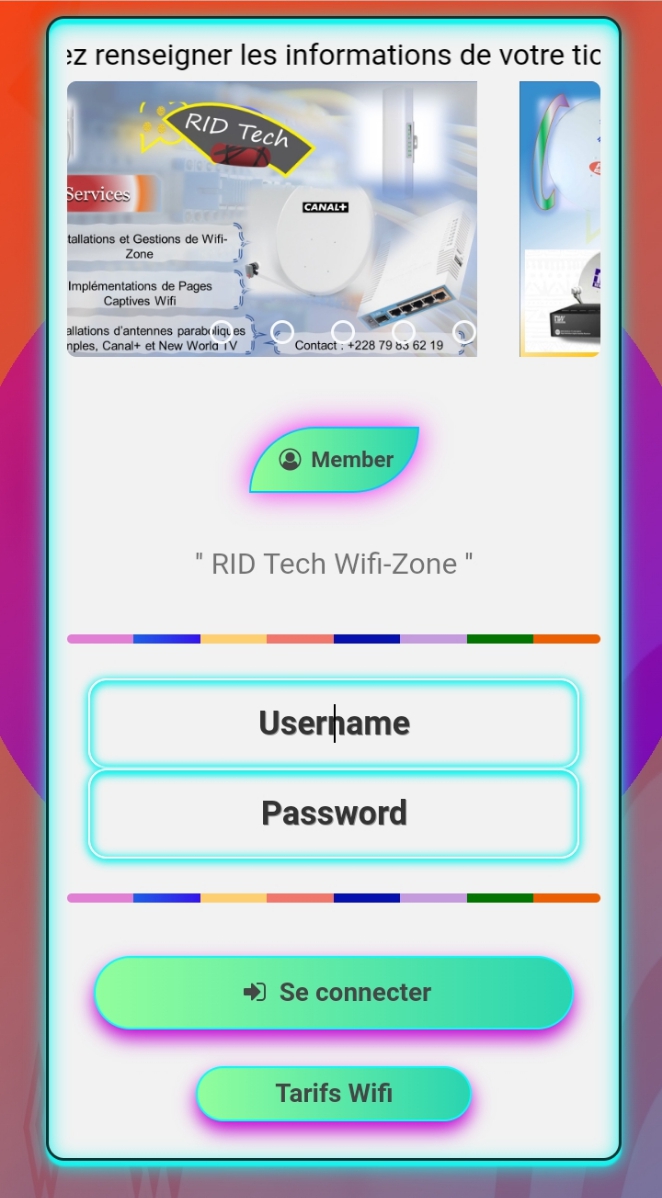 ez renseigner les informations de votre tic
RID Tech
Services
CANAL+
tallations et Gestions de Wifi-
Zone
Implémentations de Pages
Captives Wifi
allations d'antennes paraboliques
mples, Canal+ et New World TV
Contact : +228 79 83 62 19
Member
" RID Tech Wifi-Zone "
Username
Password
Se connecter
Tarifs Wifi